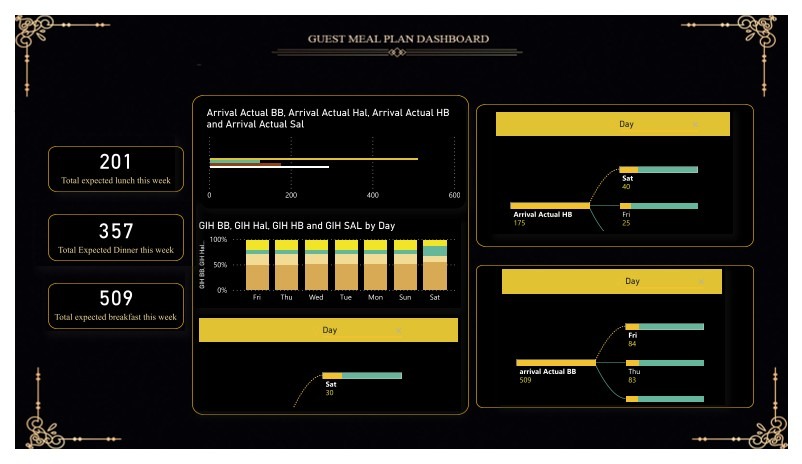 GUEST MEAL PLAN DASHBOARD
201
Total expected lunch this week
357
Total Expected Dinner this week
509
Total expected breakfast this week
Arrival Actual BB, Arrival Actual Hal, Arrival Actual HB
and Arrival Actual Sal
0 200 400 600
GIH BB, GIH Hal, GIH HB and GIH SAL by Day
GIH BB, GIH Hal...
100%
50%
0%
Fri Thu Wed Tue Mon Sun Sat
Day
Sat
30
Day
Sat
40
Arrival Actual HB
175
Fri
25
Day
Fri
84
arrival Actual BB
509
Thu
83